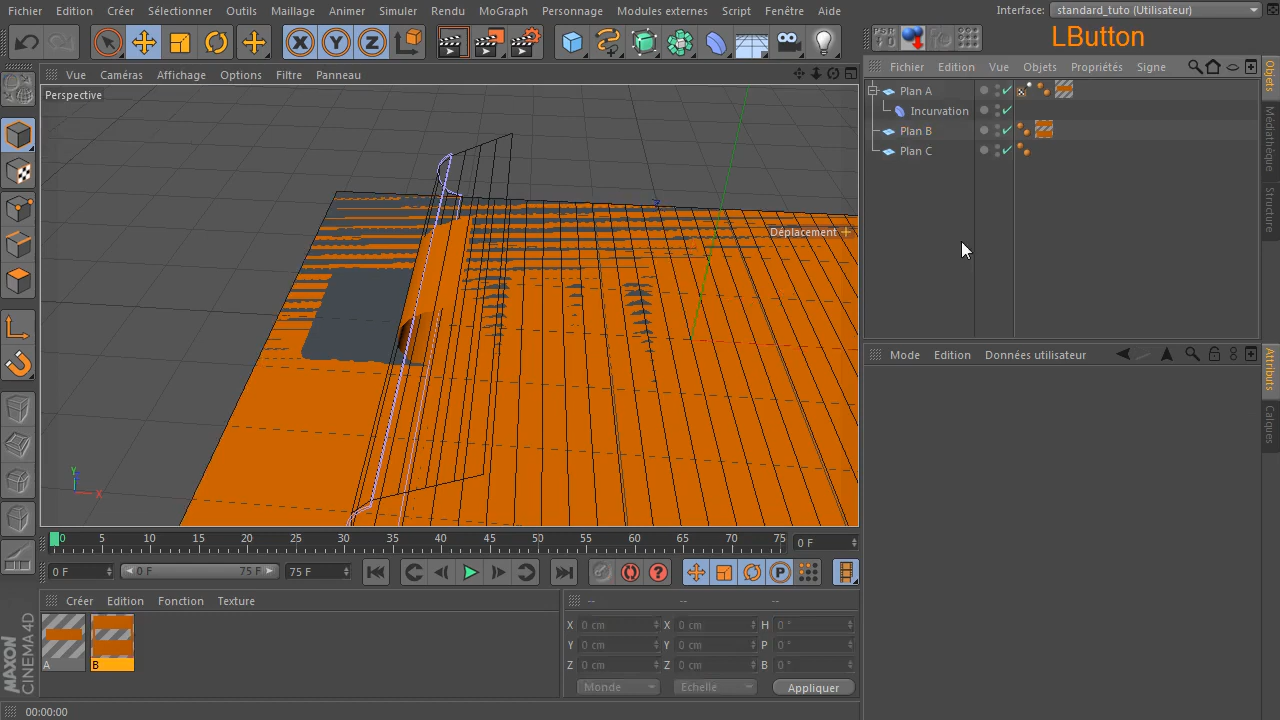 Fichier Edition Créer Sélectionner Outils Maillage Animer Simuler Rendu MoGraph Personnage Modules externes Script Fenêtre Aide Interface: standard_tuto (Utilisateur)
LButton
X Y Z PSR
Vue Caméras Affichage Options Filtre Panneau
Fichier Edition Vue Objets Propriétés Signe
Perspective
Plan A
Incurvation
Plan B
Plan C
Objets
Médiathèque
Structure
Déplacement
Y
X
Z
Mode Edition Données utilisateur
Attributs
Calques
0 5 10 15 20 25 30 35 40 45 50 55 60 65 70 75 0 F
0 F 0 F 75 F 75 F P
Créer Edition Fonction Texture
-- -- --
X 0 cm X 0 cm H 0 °
Y 0 cm Y 0 cm P 0 °
Z 0 cm Z 0 cm B 0 °
A B
Monde Echelle Appliquer
MAXON
CINEMA 4D
00:00:00